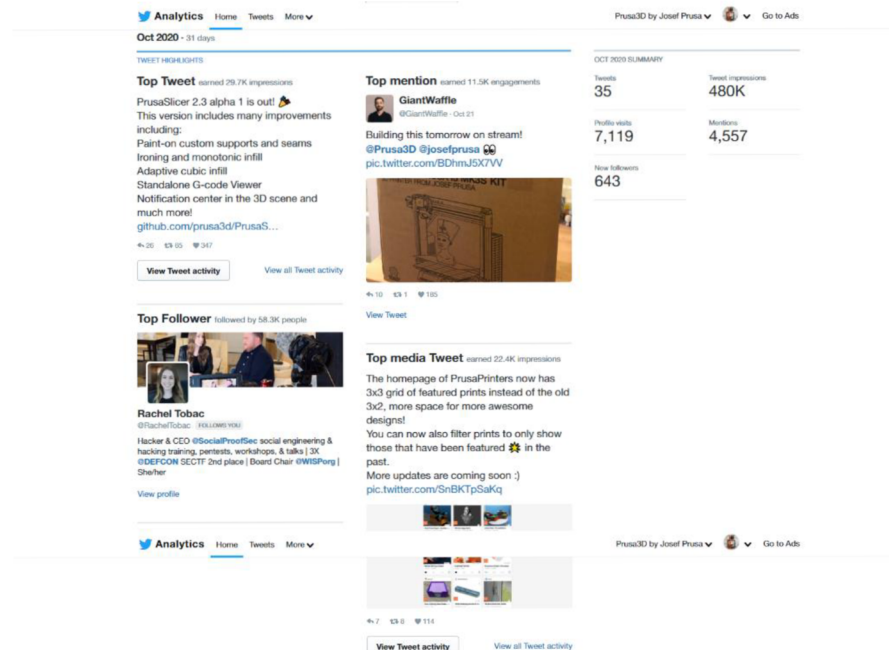 Analytics Home Tweets More
Prusa3D by Josef Prusa Go to Ads
Oct 2020 • 31 days
TWEET HIGHLIGHTS
Top Tweet earned 29.7K impressions
PrusaSlicer 2.3 alpha 1 is out!
This version includes many improvements
including:
Paint-on custom supports and seams
Ironing and monotonic infill
Adaptive cubic infill
Standalone G-code Viewer
Notification center in the 3D scene and
much more!
github.com/prusa3d/PrusaS...
26 65 347
View Tweet activity
View all Tweet activity
Top Follower followed by 58.3K people
Rachel Tobac
@RachelTobac FOLLOWS YOU
Hacker & CEO @SocialProofSec social engineering &
hacking training, pentests, workshops, & talks | 3X
@DEFCON SECTF 2nd place | Board Chair @WISPorg |
She/her
View profile
Top mention earned 11.5K engagements
GiantWaffle
@GiantWaffle · Oct 21
Building this tomorrow on stream!
@Prusa3D @josefprusa
pic.twitter.com/BDhmJ5X7VV
FROM JOSEF PRUSA MK3S KIT
10 1 185
View Tweet
Top media Tweet earned 22.4K impressions
The homepage of PrusaPrinters now has
3x3 grid of featured prints instead of the old
3x2, more space for more awesome
designs!
You can now also filter prints to only show
those that have been featured in the
past.
More updates are coming soon :)
pic.twitter.com/SnBKTpSaKq
OCT 2020 SUMMARY
Tweets
35
Tweet impressions
480K
Profile visits
7,119
Mentions
4,557
New followers
643
Analytics Home Tweets More
Prusa3D by Josef Prusa Go to Ads
7 6 114
View Tweet activity
View all Tweet activity